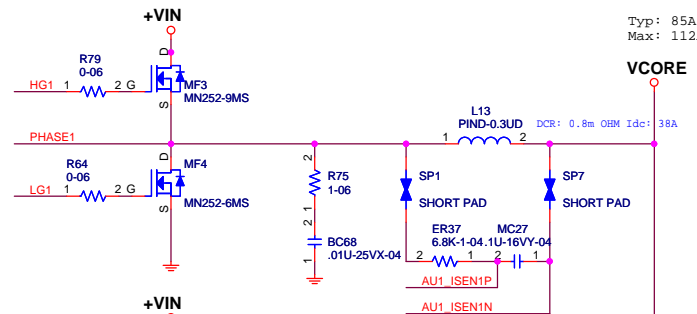 +VIN
Typ: 85A
Max: 112
VCORE
R79
0-06
D
HG1
1
2
G
MF3
MN252-9MS
S
L13
PIND-0.3UD
DCR: 0.8m OHM Idc: 38A
PHASE1
1
2
R64
0-06
D
MF4
LG1
1
2
G
MN252-6MS
S
2
R75
1-06
1
SP1
SHORT PAD
SP7
SHORT PAD
2
BC68
.01U-25VX-04
1
ER37
6.8K-1-04
MC27
.1U-16VY-04
2
1
2
1
AU1_ISEN1P
+VIN
AU1_ISEN1N